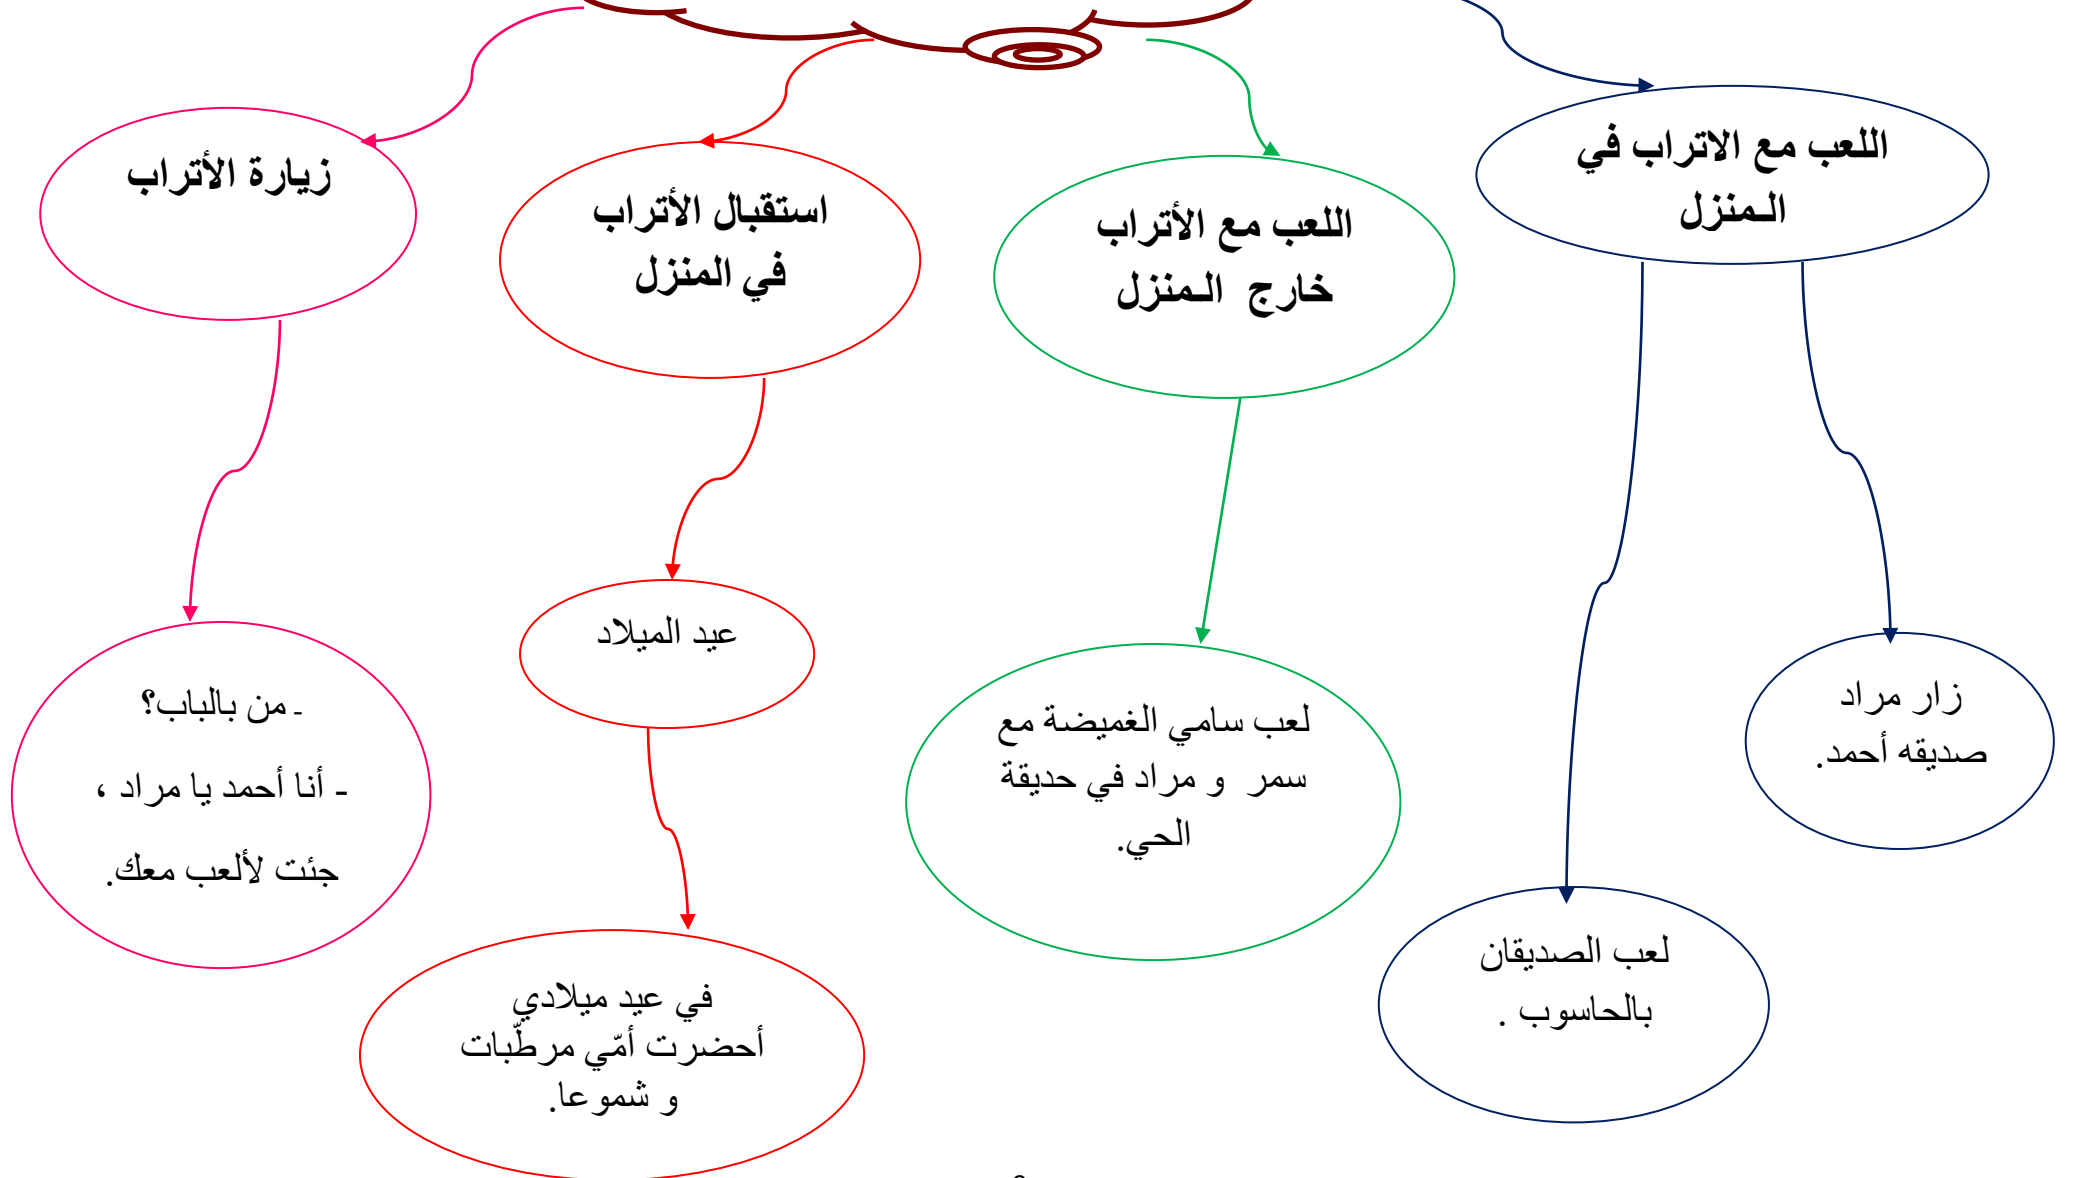 اللعب مع الاتراب في
الـمنزل
اللعب مع الأتراب
خارج الـمنزل
استقبال الأتراب
في المنزل
زيارة الأتراب
زار مراد
صديقه أحمد.
لعب الصديقان
بالحاسوب .
لعب سامي الغميضة مع
سمر و مراد في حديقة
الحي.
عيد الميلاد
في عيد ميلادي
أحضرت أمّي مرطّبات
و شموعا.
- من بالباب؟
- أنا أحمد يا مراد ،
جئت لألعب معك.